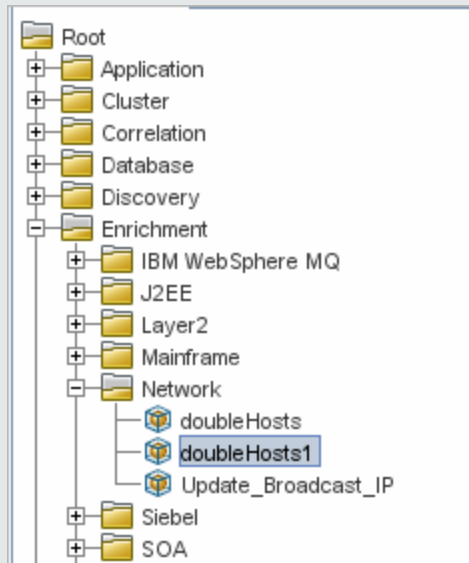 Root
Application
Cluster
Correlation
Database
Discovery
Enrichment
IBM WebSphere MQ
J2EE
Layer2
Mainframe
Network
doubleHosts
doubleHosts1
Update_Broadcast_IP
Siebel
SOA